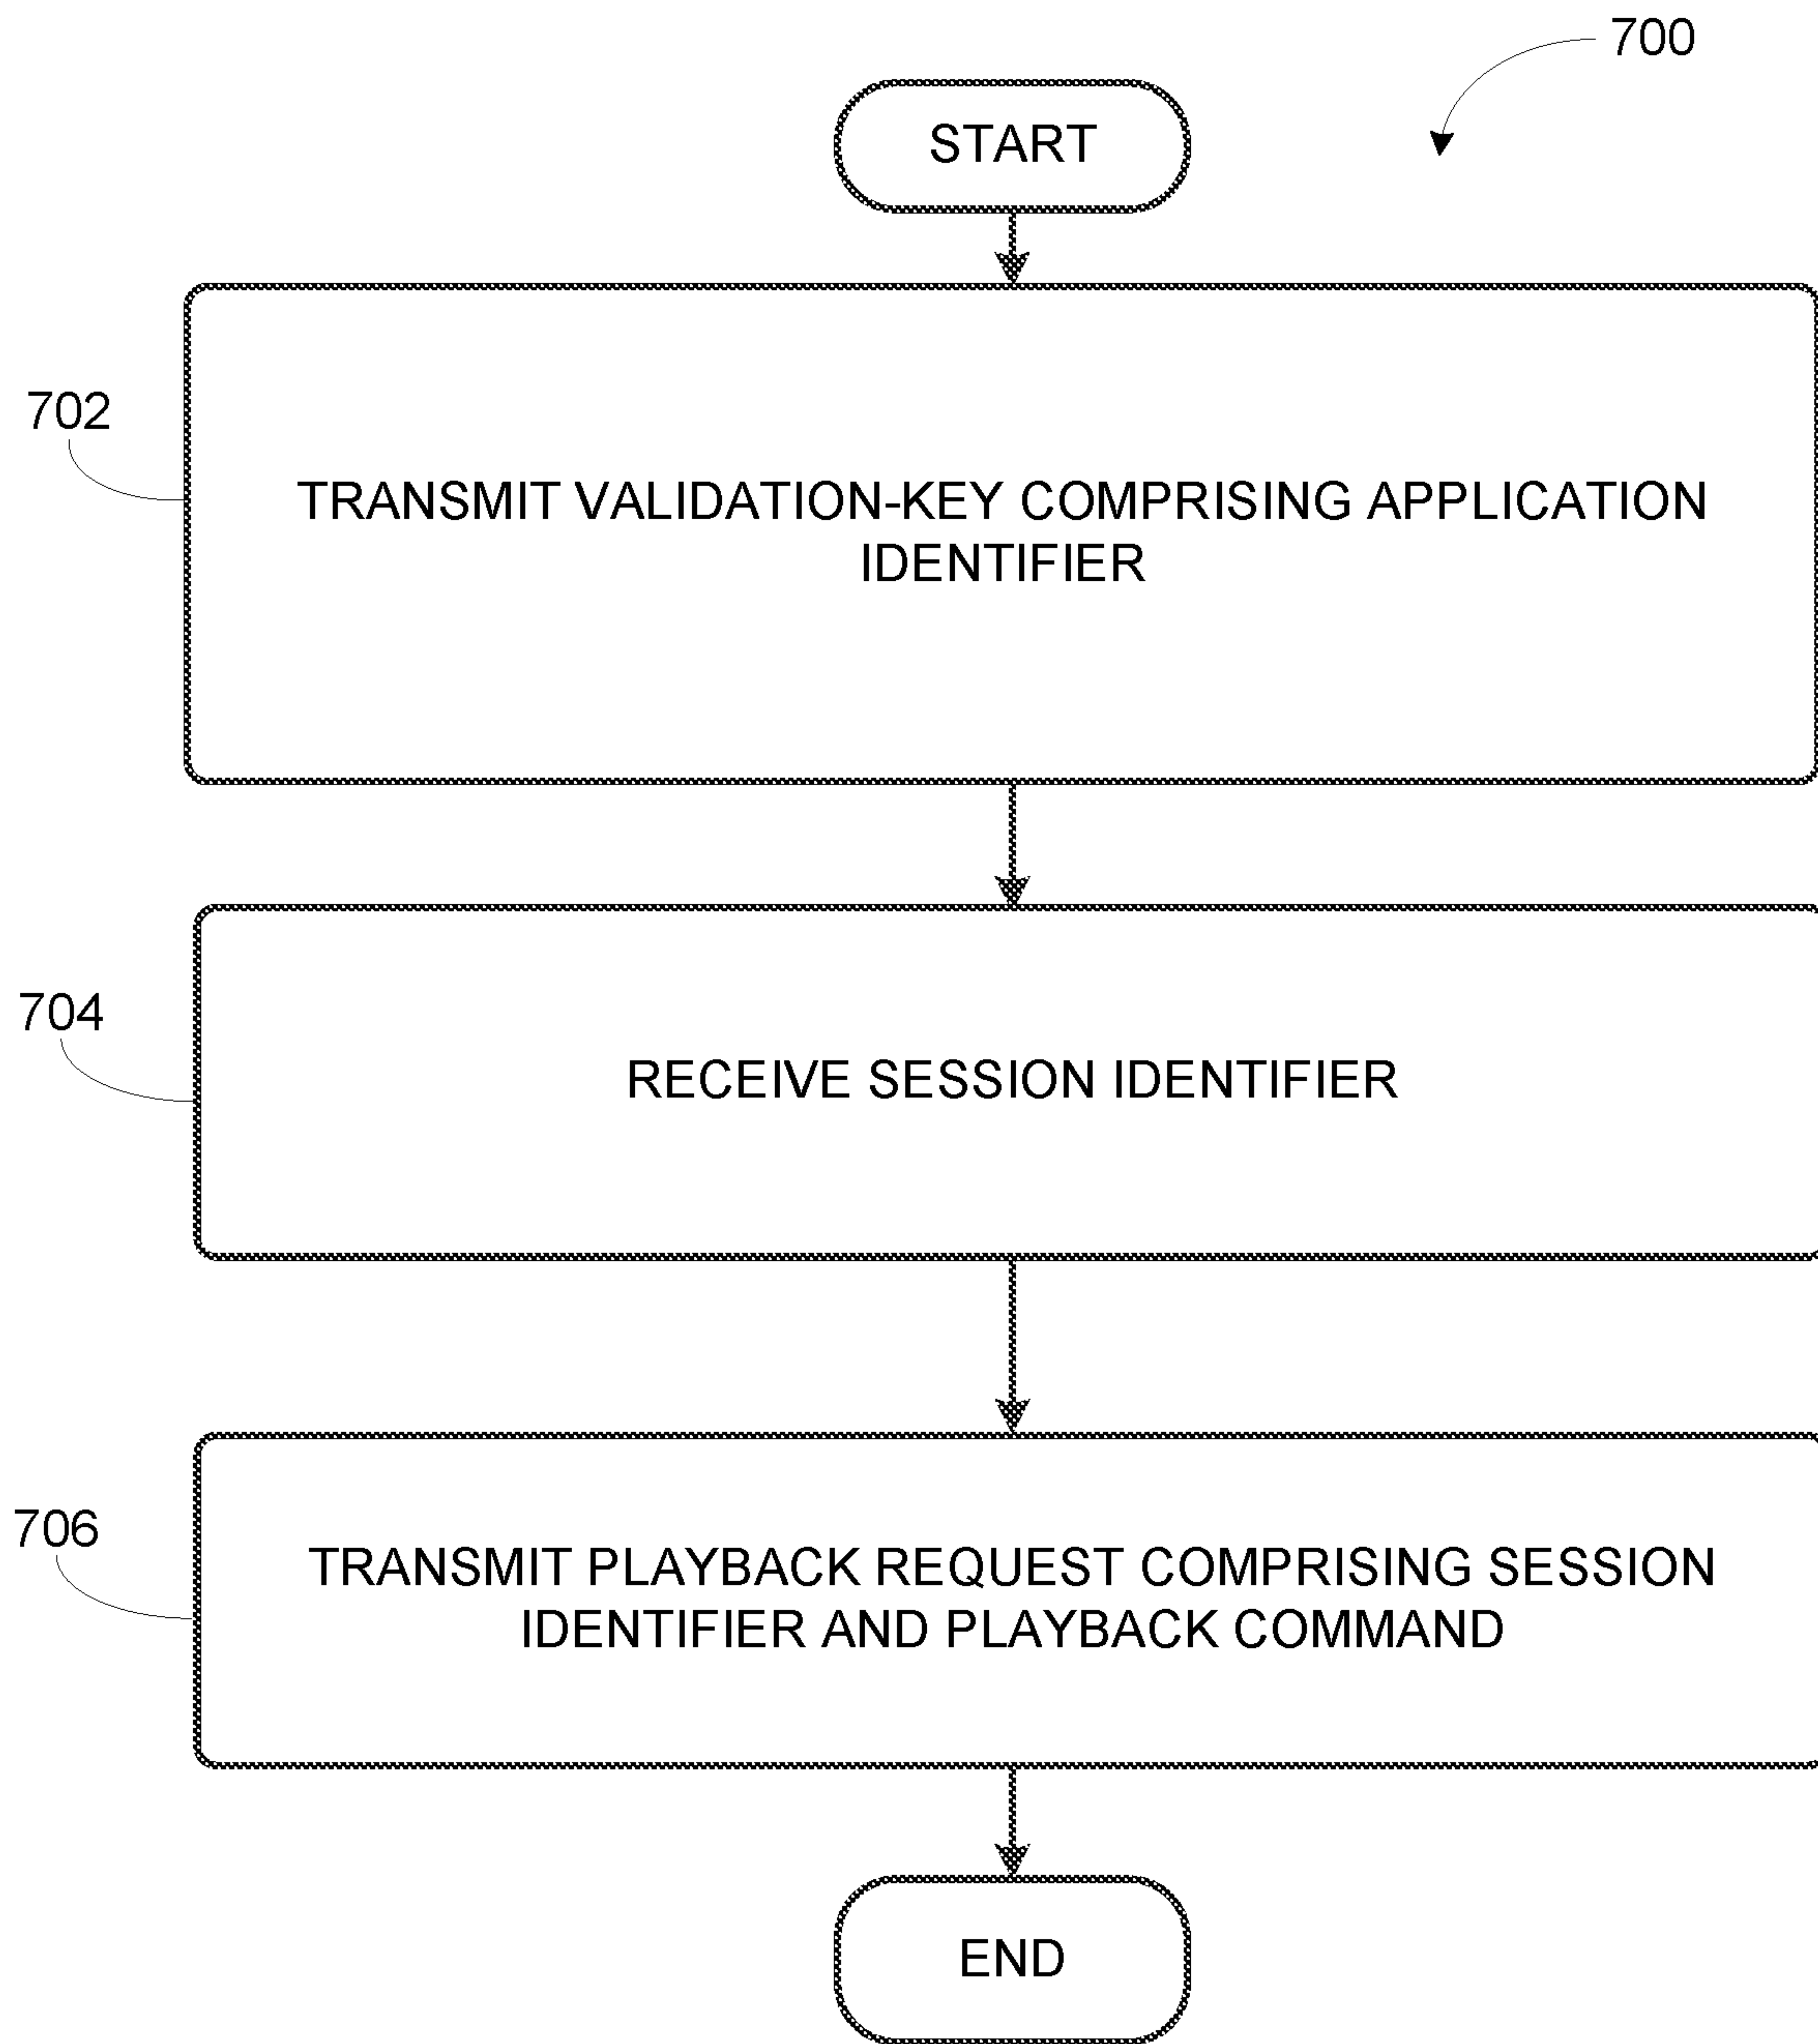 700
START
702
TRANSMIT VALIDATION-KEY COMPRISING APPLICATION
IDENTIFIER
704
RECEIVE SESSION IDENTIFIER
706
TRANSMIT PLAYBACK REQUEST COMPRISING SESSION
IDENTIFIER AND PLAYBACK COMMAND
END